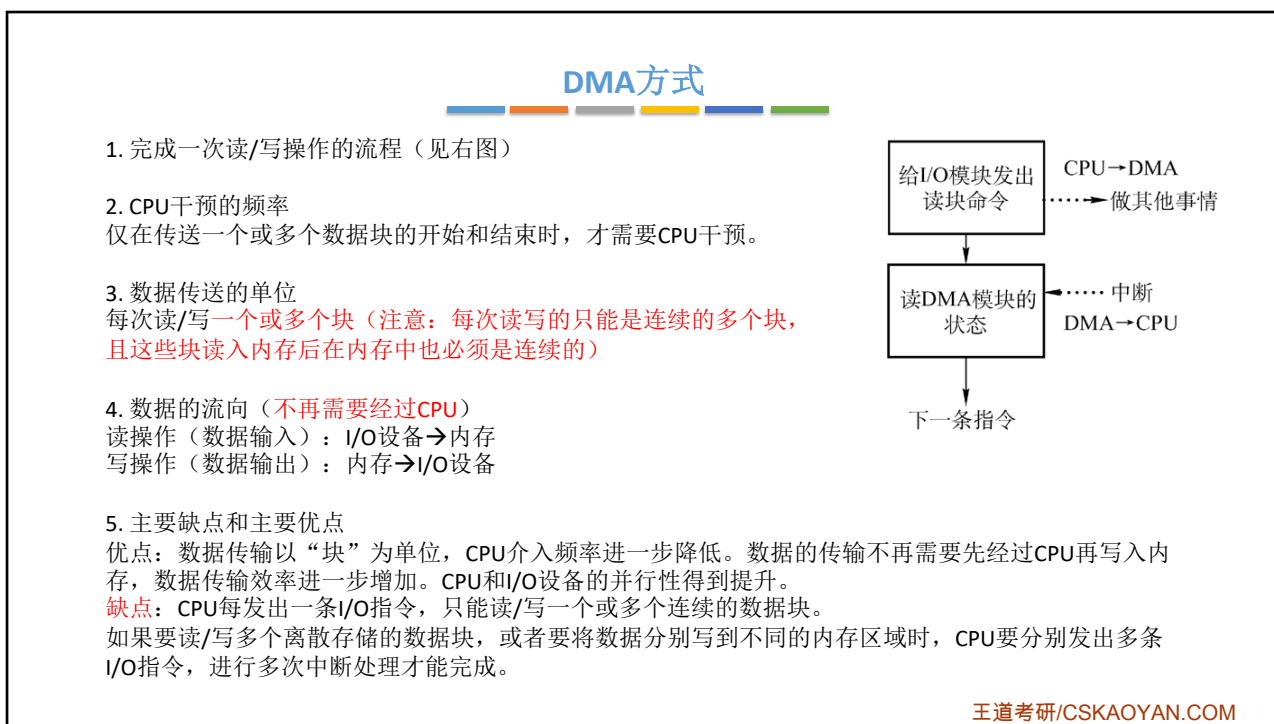 DMA方式
1. 完成一次读/写操作的流程（见右图）
2. CPU干预的频率
仅在传送一个或多个数据块的开始和结束时，才需要CPU干预。
3. 数据传送的单位
每次读/写一个或多个块（注意：每次读写的只能是连续的多个块，
且这些块读入内存后在内存中也必须是连续的）
4. 数据的流向（不再需要经过CPU）
读操作（数据输入）：I/O设备→内存
写操作（数据输出）：内存→I/O设备
5. 主要缺点和主要优点
优点：数据传输以“块”为单位，CPU介入频率进一步降低。数据的传输不再需要先经过CPU再写入内
存，数据传输效率进一步增加。CPU和I/O设备的并行性得到提升。
缺点：CPU每发出一条I/O指令，只能读/写一个或多个连续的数据块。
如果要读/写多个离散存储的数据块，或者要将数据分别写到不同的内存区域时，CPU要分别发出多条
I/O指令，进行多次中断处理才能完成。
给I/O模块发出
读块命令
CPU→DMA
做其他事情
读DMA模块的
状态
中断
DMA→CPU
下一条指令
王道考研/CSKAOYAN.COM